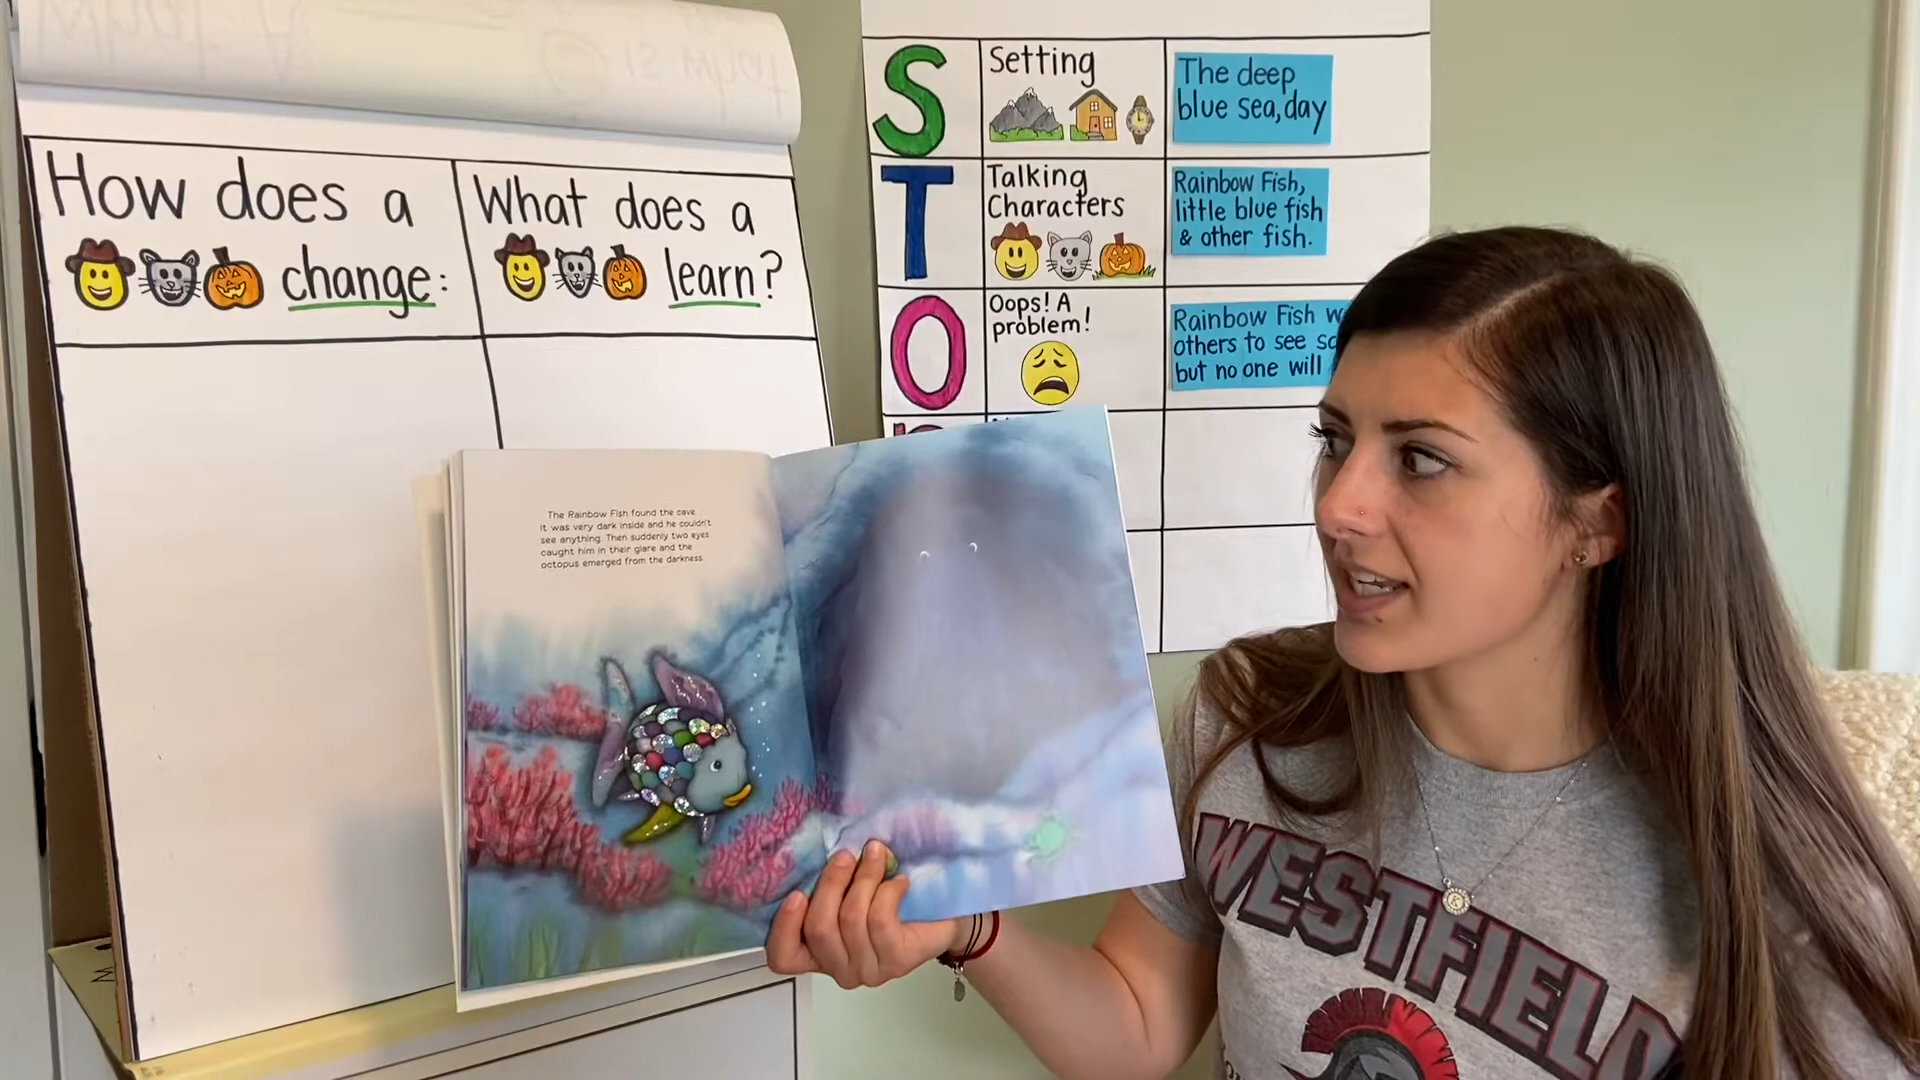 How does a
change:
What does a
learn?
S
Setting
The deep
blue sea, day
T
Talking
Characters
Rainbow Fish,
little blue fish
& other fish.
O
Oops! A
problem!
Rainbow Fish
others to see
but no one will
The Rainbow Fish found the cave.
It was very dark inside and he couldn't
see anything. Then suddenly two eyes
caught him in their glare and the
octopus emerged from the darkness.
WESTFIELD